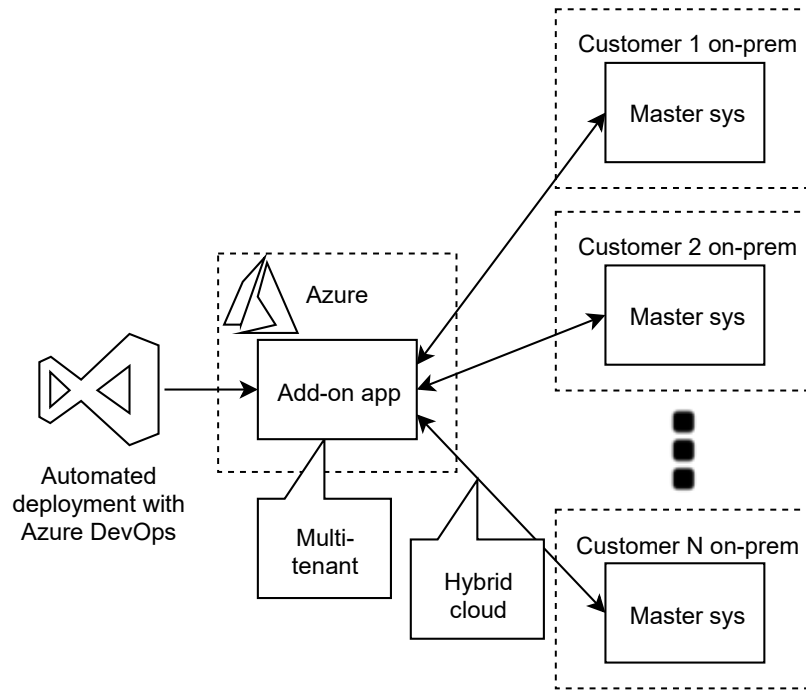 Customer 1 on-prem
Master sys
Customer 2 on-prem
Master sys
Azure
Add-on app
Automated
deployment with
Azure DevOps
Multi-
tenant
Hybrid
cloud
Customer N on-prem
Master sys